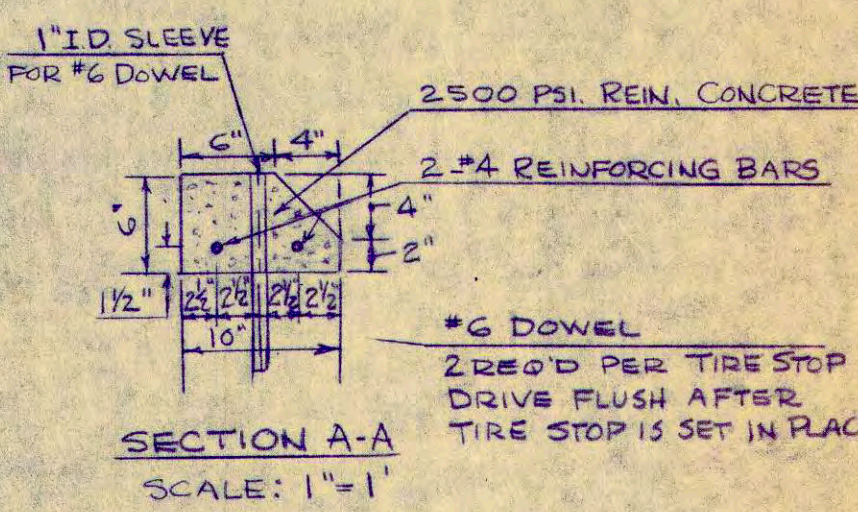 1" I.D. SLEEVE
FOR #6 DOWEL
2500 PSI. REIN. CONCRETE
6" 4"
2-#4 REINFORCING BARS
6"
4"
2"
1 1/2"
2 1/2" 2 1/2" 2 1/2" 2 1/2"
10"
#6 DOWEL
2 REQ'D PER TIRE STOP
DRIVE FLUSH AFTER
TIRE STOP IS SET IN PLAC
SECTION A-A
SCALE: 1"=1'